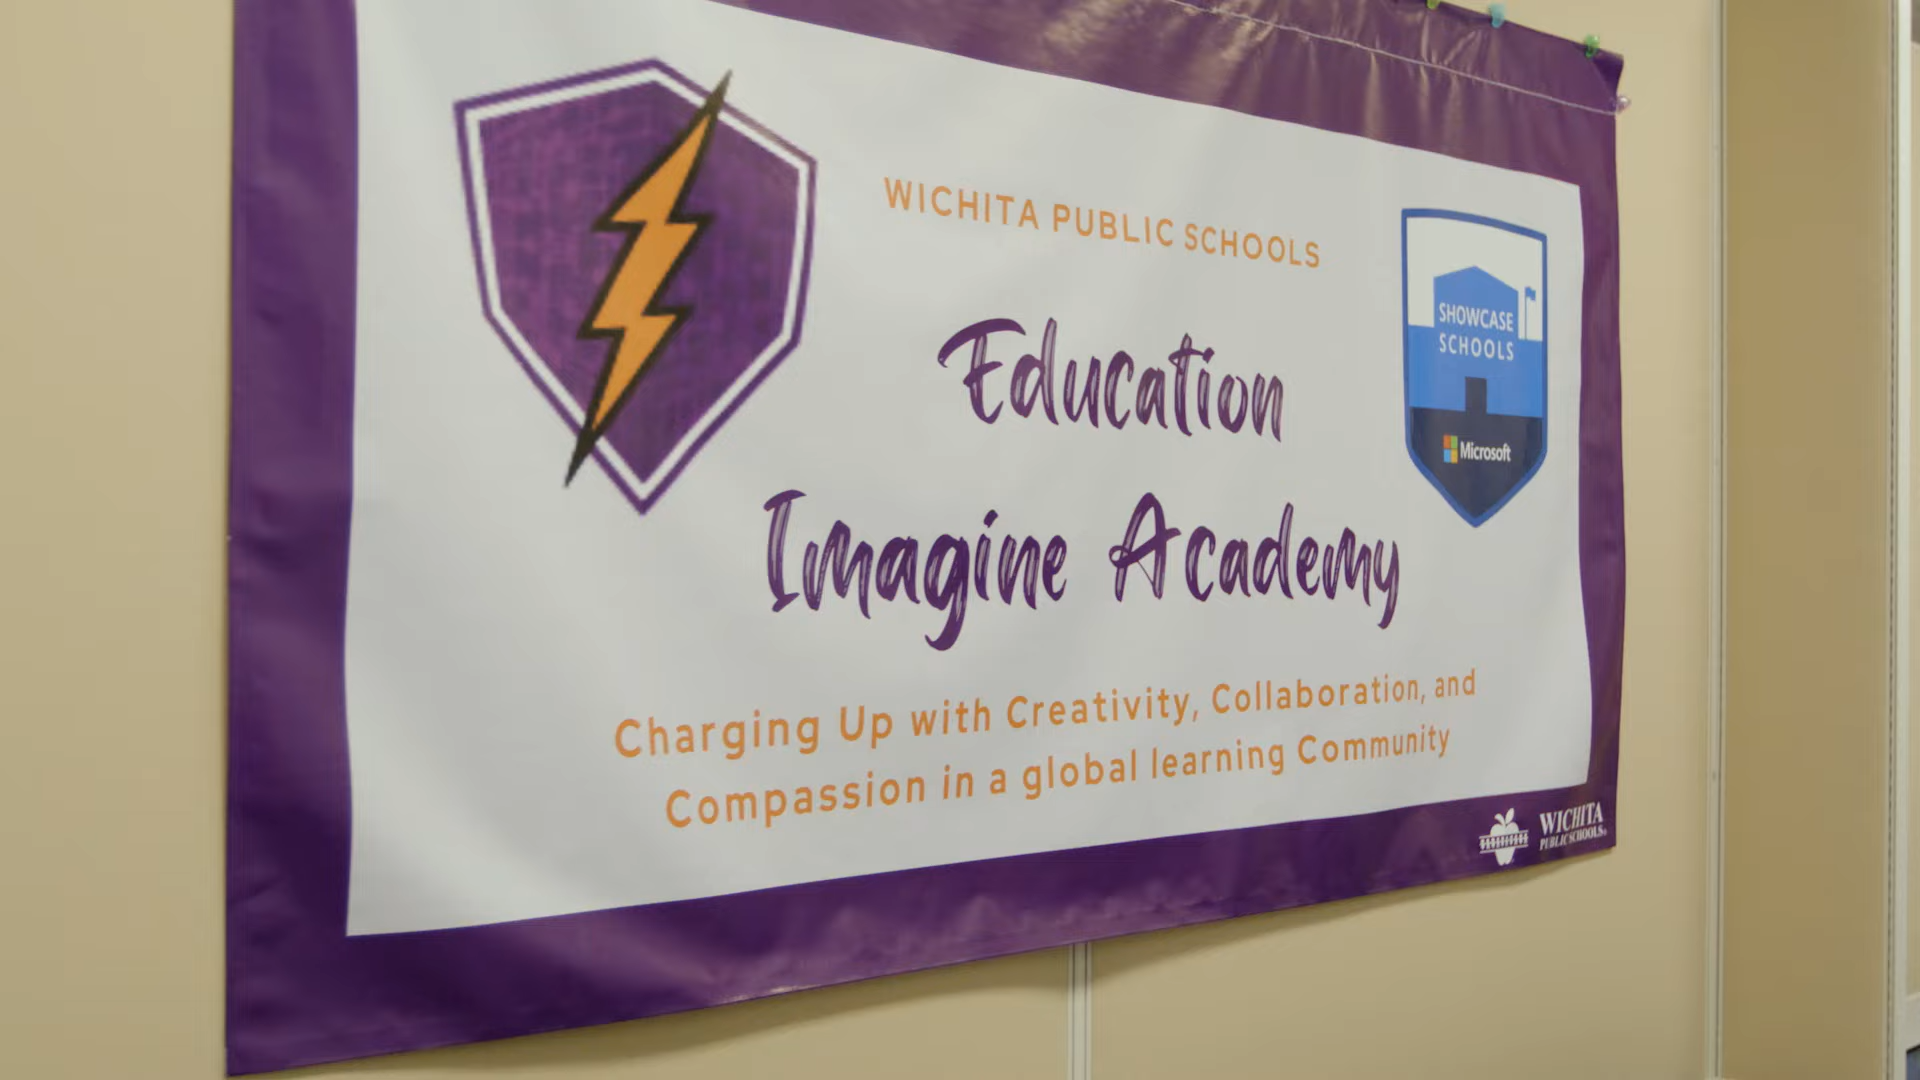 WICHITA PUBLIC SCHOOLS
Education
Imagine Academy
Charging Up with Creativity, Collaboration, and
Compassion in a global learning Community
SHOWCASE
SCHOOLS
Microsoft
WICHITA
PUBLIC SCHOOLS